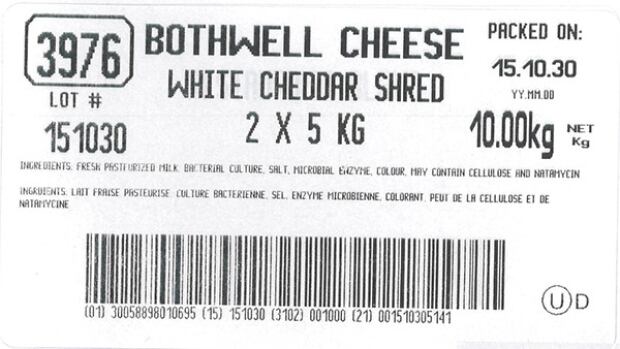 3976
BOTHWELL CHEESE
PACKED ON:
WHITE CHEDDAR SHRED
15.10.30
YY.MM.DD
LOT #
151030
2 X 5 KG
10.00kg NET Kg
INGREDIENTS: FRESH PASTEURIZED MILK, BACTERIAL CULTURE, SALT, MICROBIAL ENZYME, COLOUR, MAY CONTAIN CELLULOSE AND NATAMYCIN
INGRÉDIENTS: LAIT FRAISE PASTEURISE, CULTURE BACTERIENNE, SEL, ENZYME MICROBIENNE, COLORANT, PEUT DE LA CELLULOSE ET DE
NATAMYCINE
(01) 30058898010695 (15) 151030 (3102) 001000 (21) 001510305141
U D